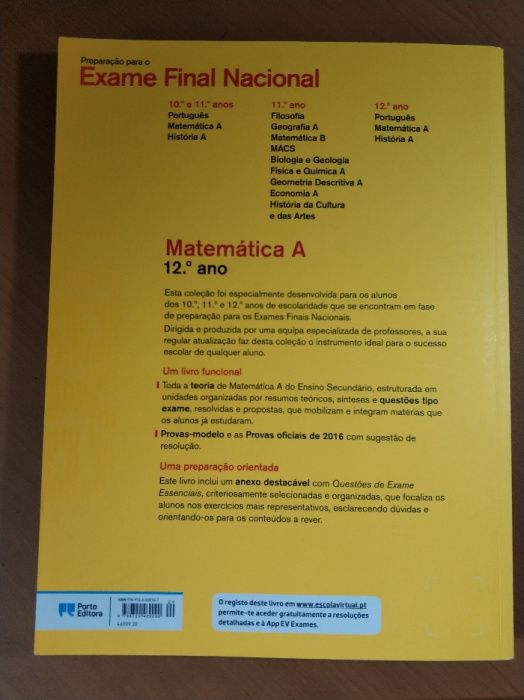 Preparação para o
Exame Final Nacional
10.º e 11.º anos
Português
Matemática A
História A
11.º ano
Filosofia
Geografia A
Matemática B
MACS
Biologia e Geologia
Física e Química A
Geometria Descritiva A
Economia A
História da Cultura
e das Artes
12.º ano
Português
Matemática A
História A
Matemática A
12.º ano
Esta coleção foi especialmente desenvolvida para os alunos
dos 10.º, 11.º e 12.º anos de escolaridade que se encontram em fase
de preparação para os Exames Finais Nacionais.
Dirigida e produzida por uma equipa especializada de professores, a sua
regular atualização faz desta coleção o instrumento ideal para o sucesso
escolar de qualquer aluno.
Um livro funcional
Toda a teoria de Matemática A do Ensino Secundário, estruturada em
unidades organizadas por resumos teóricos, sínteses e questões tipo
exame, resolvidas e propostas, que mobilizam e integram matérias que
os alunos já estudaram.
Provas-modelo e as Provas oficiais de 2016 com sugestão de
resolução.
Uma preparação orientada
Este livro inclui um anexo destacável com Questões de Exame
Essenciais, criteriosamente selecionadas e organizadas, que focaliza os
alunos nos exercícios mais representativos, esclarecendo dúvidas e
orientando-os para os conteúdos a rever.
Porto
Editora
ISBN
O registo deste livro em www.escolavirtual.pt
permite-te aceder gratuitamente a resoluções
detalhadas e à App EV Exames.